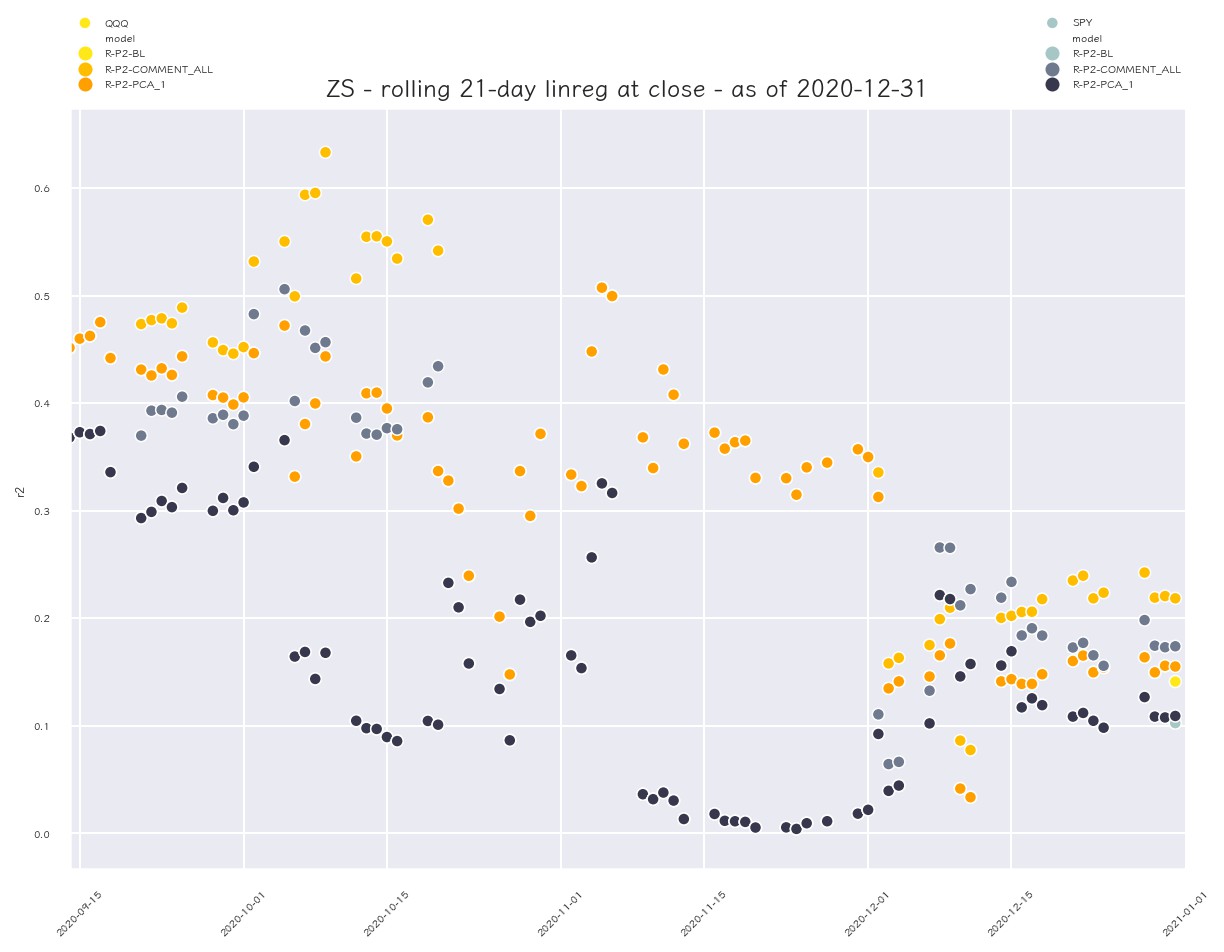 QQQ
model
R-P2-BL
R-P2-COMMENT_ALL
R-P2-PCA_1
SPY
model
R-P2-BL
R-P2-COMMENT_ALL
R-P2-PCA_1
ZS - rolling 21-day linreg at close - as of 2020-12-31
r2
0.6
0.5
0.4
0.3
0.2
0.1
0.0
2020-09-15
2020-10-01
2020-10-15
2020-11-01
2020-11-15
2020-12-01
2020-12-15
2021-01-01